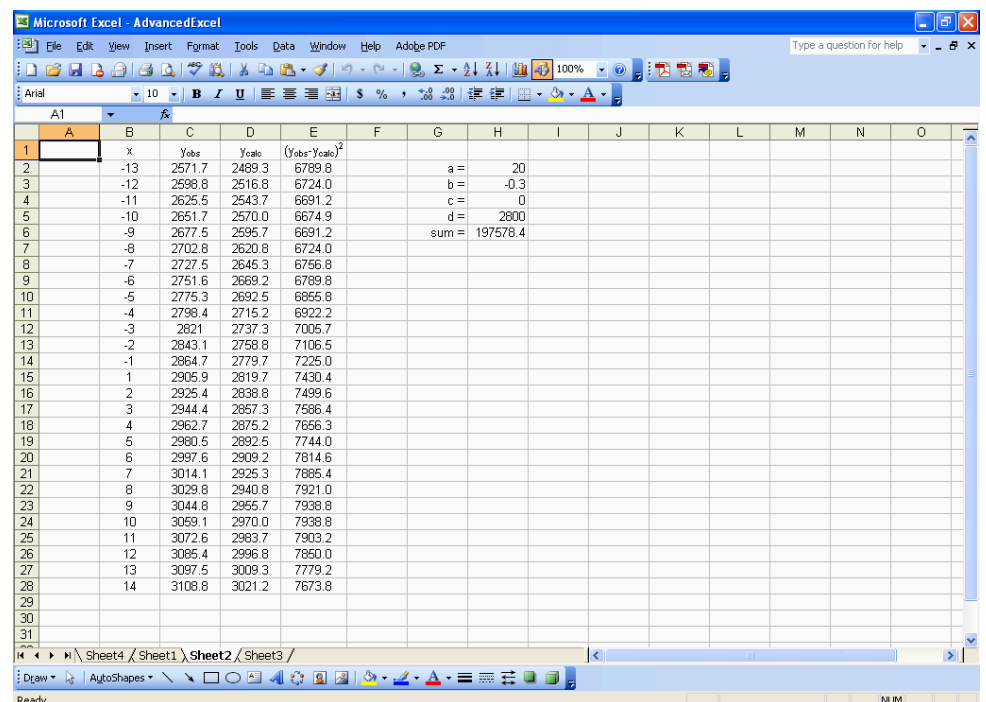 Microsoft Excel - AdvancedExcel
File Edit View Insert Format Tools Data Window Help Adobe PDF Type a question for help
100%
Arial 10 B I U $ % ,
A1 fx
A B C D E F G H I J K L M N O
1 x yobs ycalc (yobs-ycalc)2
2 -13 2571.7 2489.3 6789.8 a = 20
3 -12 2598.8 2516.8 6724.0 b = -0.3
4 -11 2625.5 2543.7 6691.2 c = 0
5 -10 2651.7 2570.0 6674.9 d = 2800
6 -9 2677.5 2595.7 6691.2 sum = 197578.4
7 -8 2702.8 2620.8 6724.0
8 -7 2727.5 2645.3 6756.8
9 -6 2751.6 2669.2 6789.8
10 -5 2775.3 2692.5 6855.8
11 -4 2798.4 2715.2 6922.2
12 -3 2821 2737.3 7005.7
13 -2 2843.1 2758.8 7106.5
14 -1 2864.7 2779.7 7225.0
15 1 2905.9 2819.7 7430.4
16 2 2925.4 2838.8 7499.6
17 3 2944.4 2857.3 7586.4
18 4 2962.7 2875.2 7656.3
19 5 2980.5 2892.5 7744.0
20 6 2997.6 2909.2 7814.6
21 7 3014.1 2925.3 7885.4
22 8 3029.8 2940.8 7921.0
23 9 3044.8 2955.7 7938.8
24 10 3059.1 2970.0 7938.8
25 11 3072.6 2983.7 7903.2
26 12 3085.4 2996.8 7850.0
27 13 3097.5 3009.3 7779.2
28 14 3108.8 3021.2 7673.8
29
30
31
Sheet4 / Sheet1 \ Sheet2 / Sheet3 /
Draw AutoShapes
Ready NUM